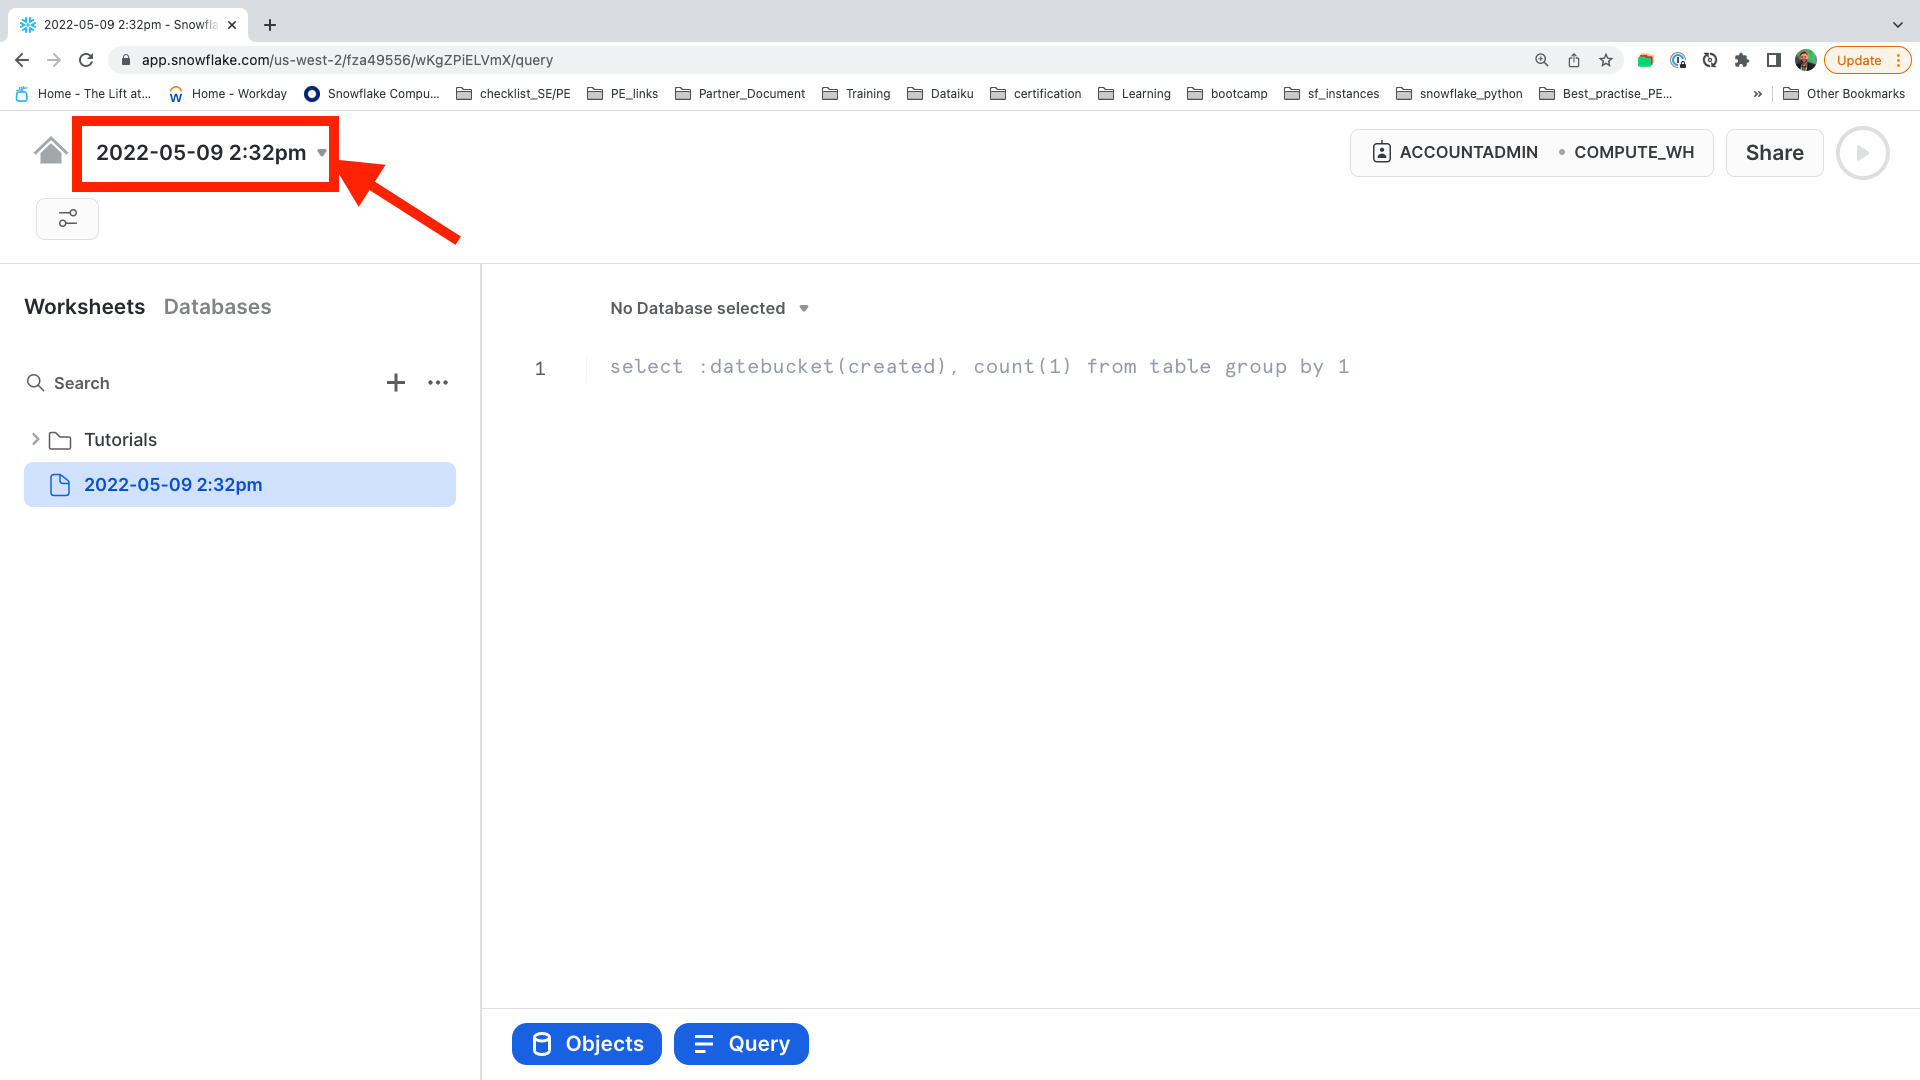 2022-05-09 2:32pm - Snowfla
app.snowflake.com/us-west-2/fza49556/wKgZPiELVmX/query
Update
Home - The Lift at...
Home - Workday
Snowflake Compu...
checklist_SE/PE
PE_links
Partner_Document
Training
Dataiku
certification
Learning
bootcamp
sf_instances
snowflake_python
Best_practise_PE...
»
Other Bookmarks
2022-05-09 2:32pm
ACCOUNTADMIN • COMPUTE_WH
Share
Worksheets Databases
No Database selected
1 select :datebucket(created), count(1) from table group by 1
Search
Tutorials
2022-05-09 2:32pm
Objects
Query